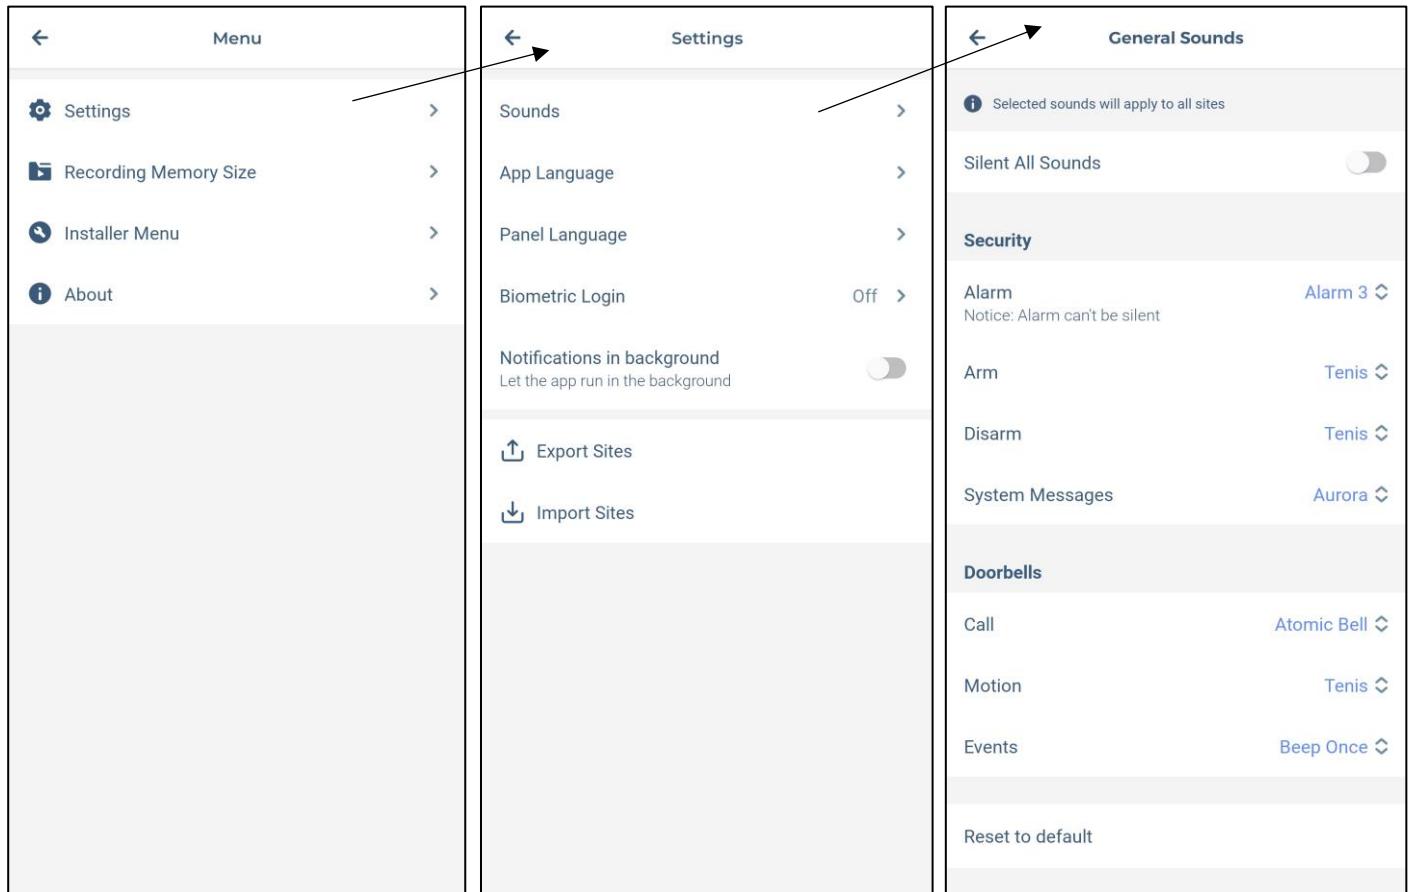 Menu
Settings
Recording Memory Size
Installer Menu
About
Settings
Sounds
App Language
Panel Language
Biometric Login Off
Notifications in background
Let the app run in the background
Export Sites
Import Sites
General Sounds
Selected sounds will apply to all sites
Silent All Sounds
Security
Alarm Alarm 3
Notice: Alarm can't be silent
Arm Tenis
Disarm Tenis
System Messages Aurora
Doorbells
Call Atomic Bell
Motion Tenis
Events Beep Once
Reset to default